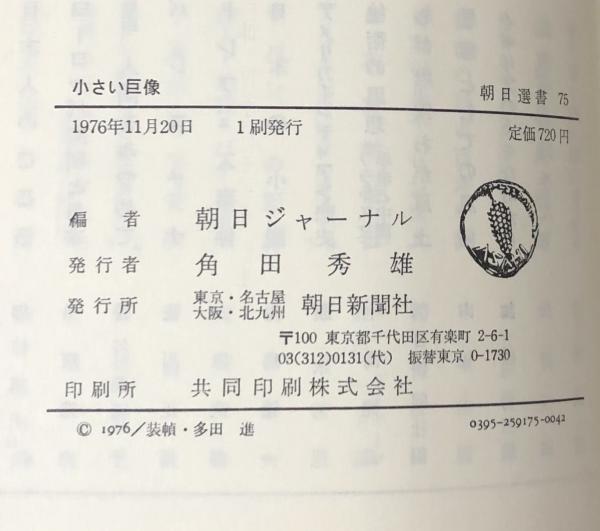 小さい巨像
朝日選書 75
1976年11月20日 1刷発行
定価720円
編者 朝日ジャーナル
発行者 角田秀雄
発行所 東京・名古屋 大阪・北九州 朝日新聞社
〒100 東京都千代田区有楽町 2-6-1
03(312)0131(代) 振替東京 0-1730
印刷所 共同印刷株式会社
© 1976/装幀・多田 進
0395-259175-0042